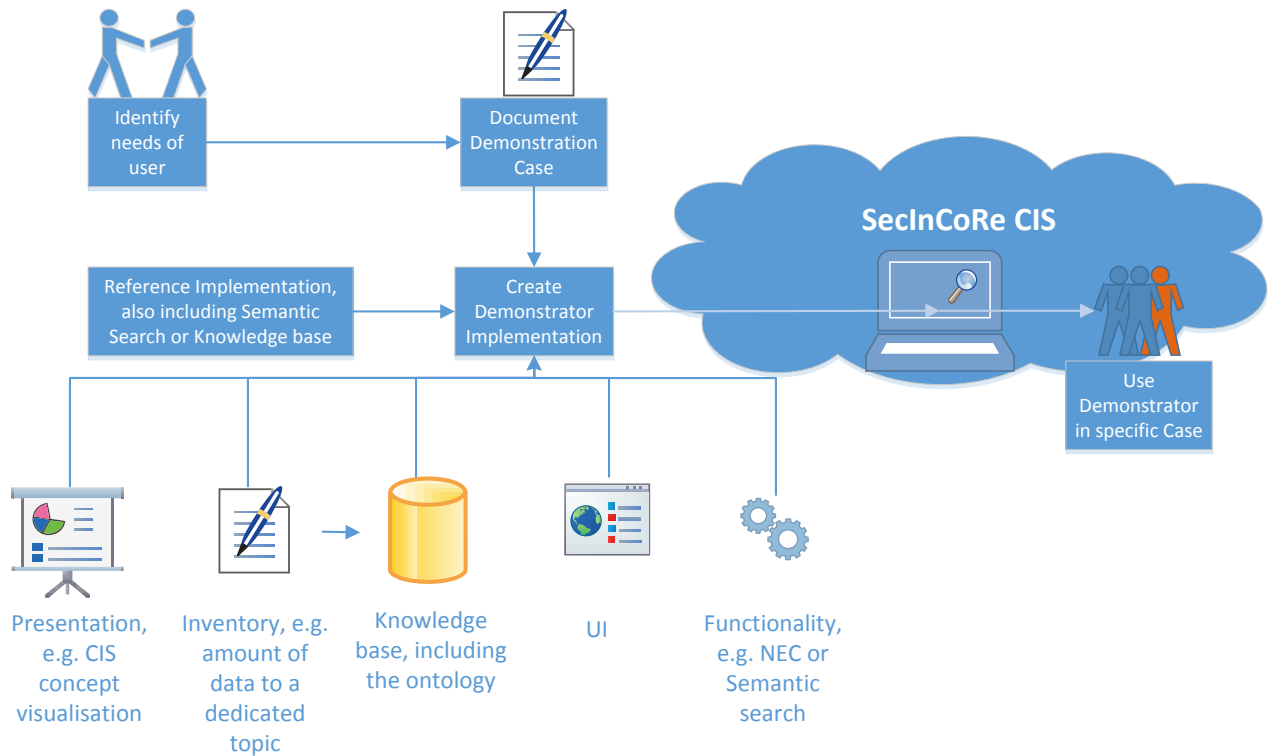 Identify
needs of
user
Document
Demonstration
Case
SecInCoRe CIS
Reference Implementation,
also including Semantic
Search or Knowledge base
Create
Demonstrator
Implementation
Use
Demonstrator
in specific Case
Presentation,
e.g. CIS
concept
visualisation
Inventory, e.g.
amount of
data to a
dedicated
topic
Knowledge
base, including
the ontology
UI
Functionality,
e.g. NEC or
Semantic
search